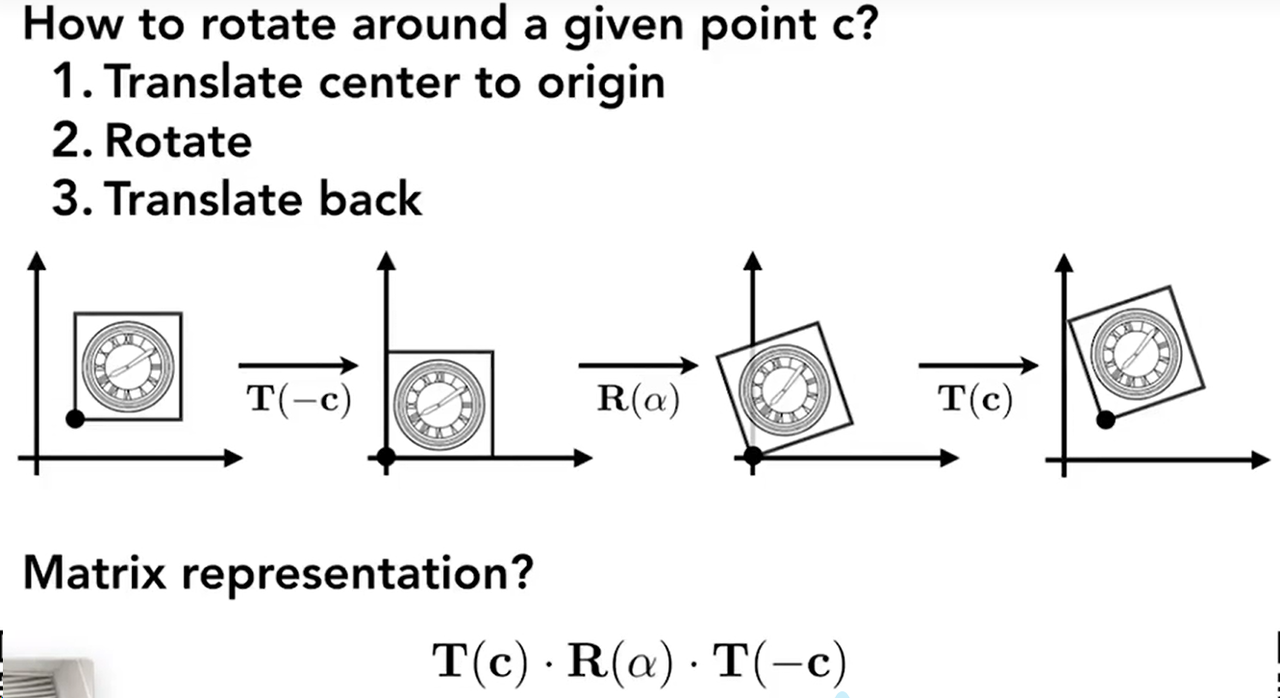 How to rotate around a given point c?
1. Translate center to origin
2. Rotate
3. Translate back
T(−c)
R(α)
T(c)
Matrix representation?
T(c) · R(α) · T(−c)